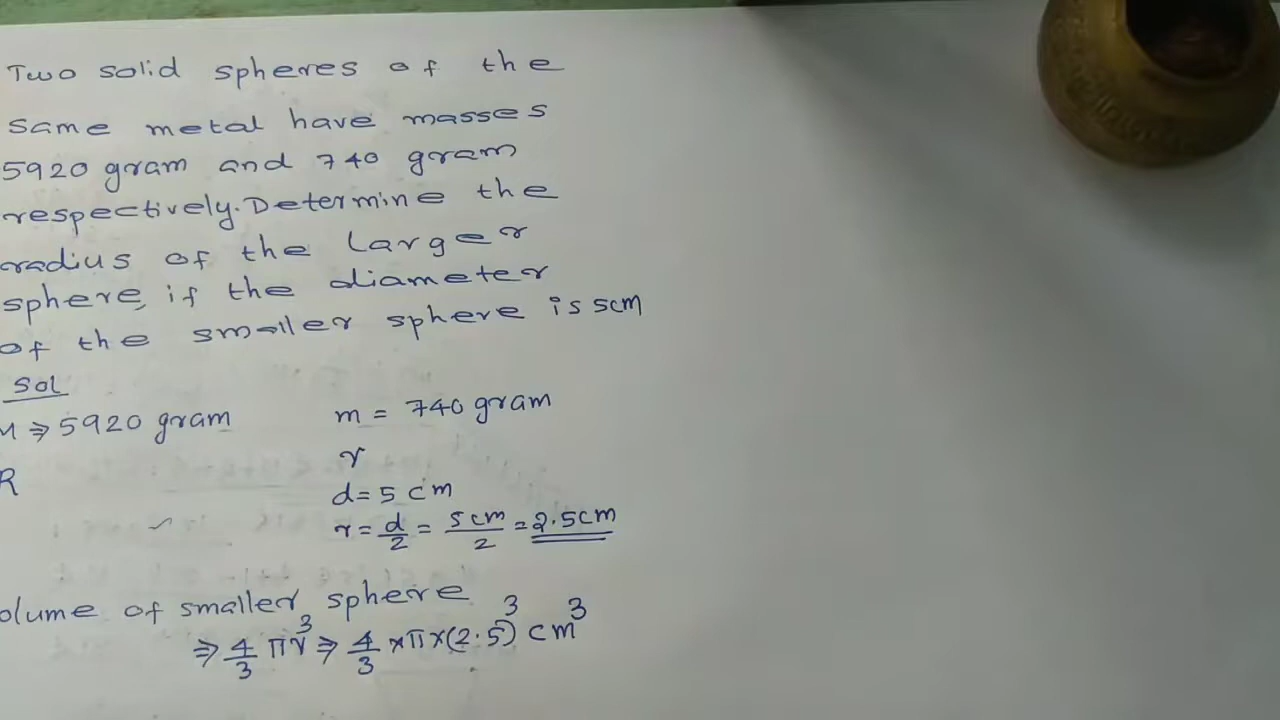 Two solid spheres of the
same metal have masses
5920 gram and 740 gram
respectively. Determine the
radius of the larger
sphere, if the diameter
of the smaller sphere is 5cm
Sol
M ⇒ 5920 gram m = 740 gram
R r
d = 5 cm
r = d/2 = 5cm/2 = 2.5cm
olume of smaller sphere
⇒ 4/3 πr³ ⇒ 4/3 × π × (2.5)³ cm³